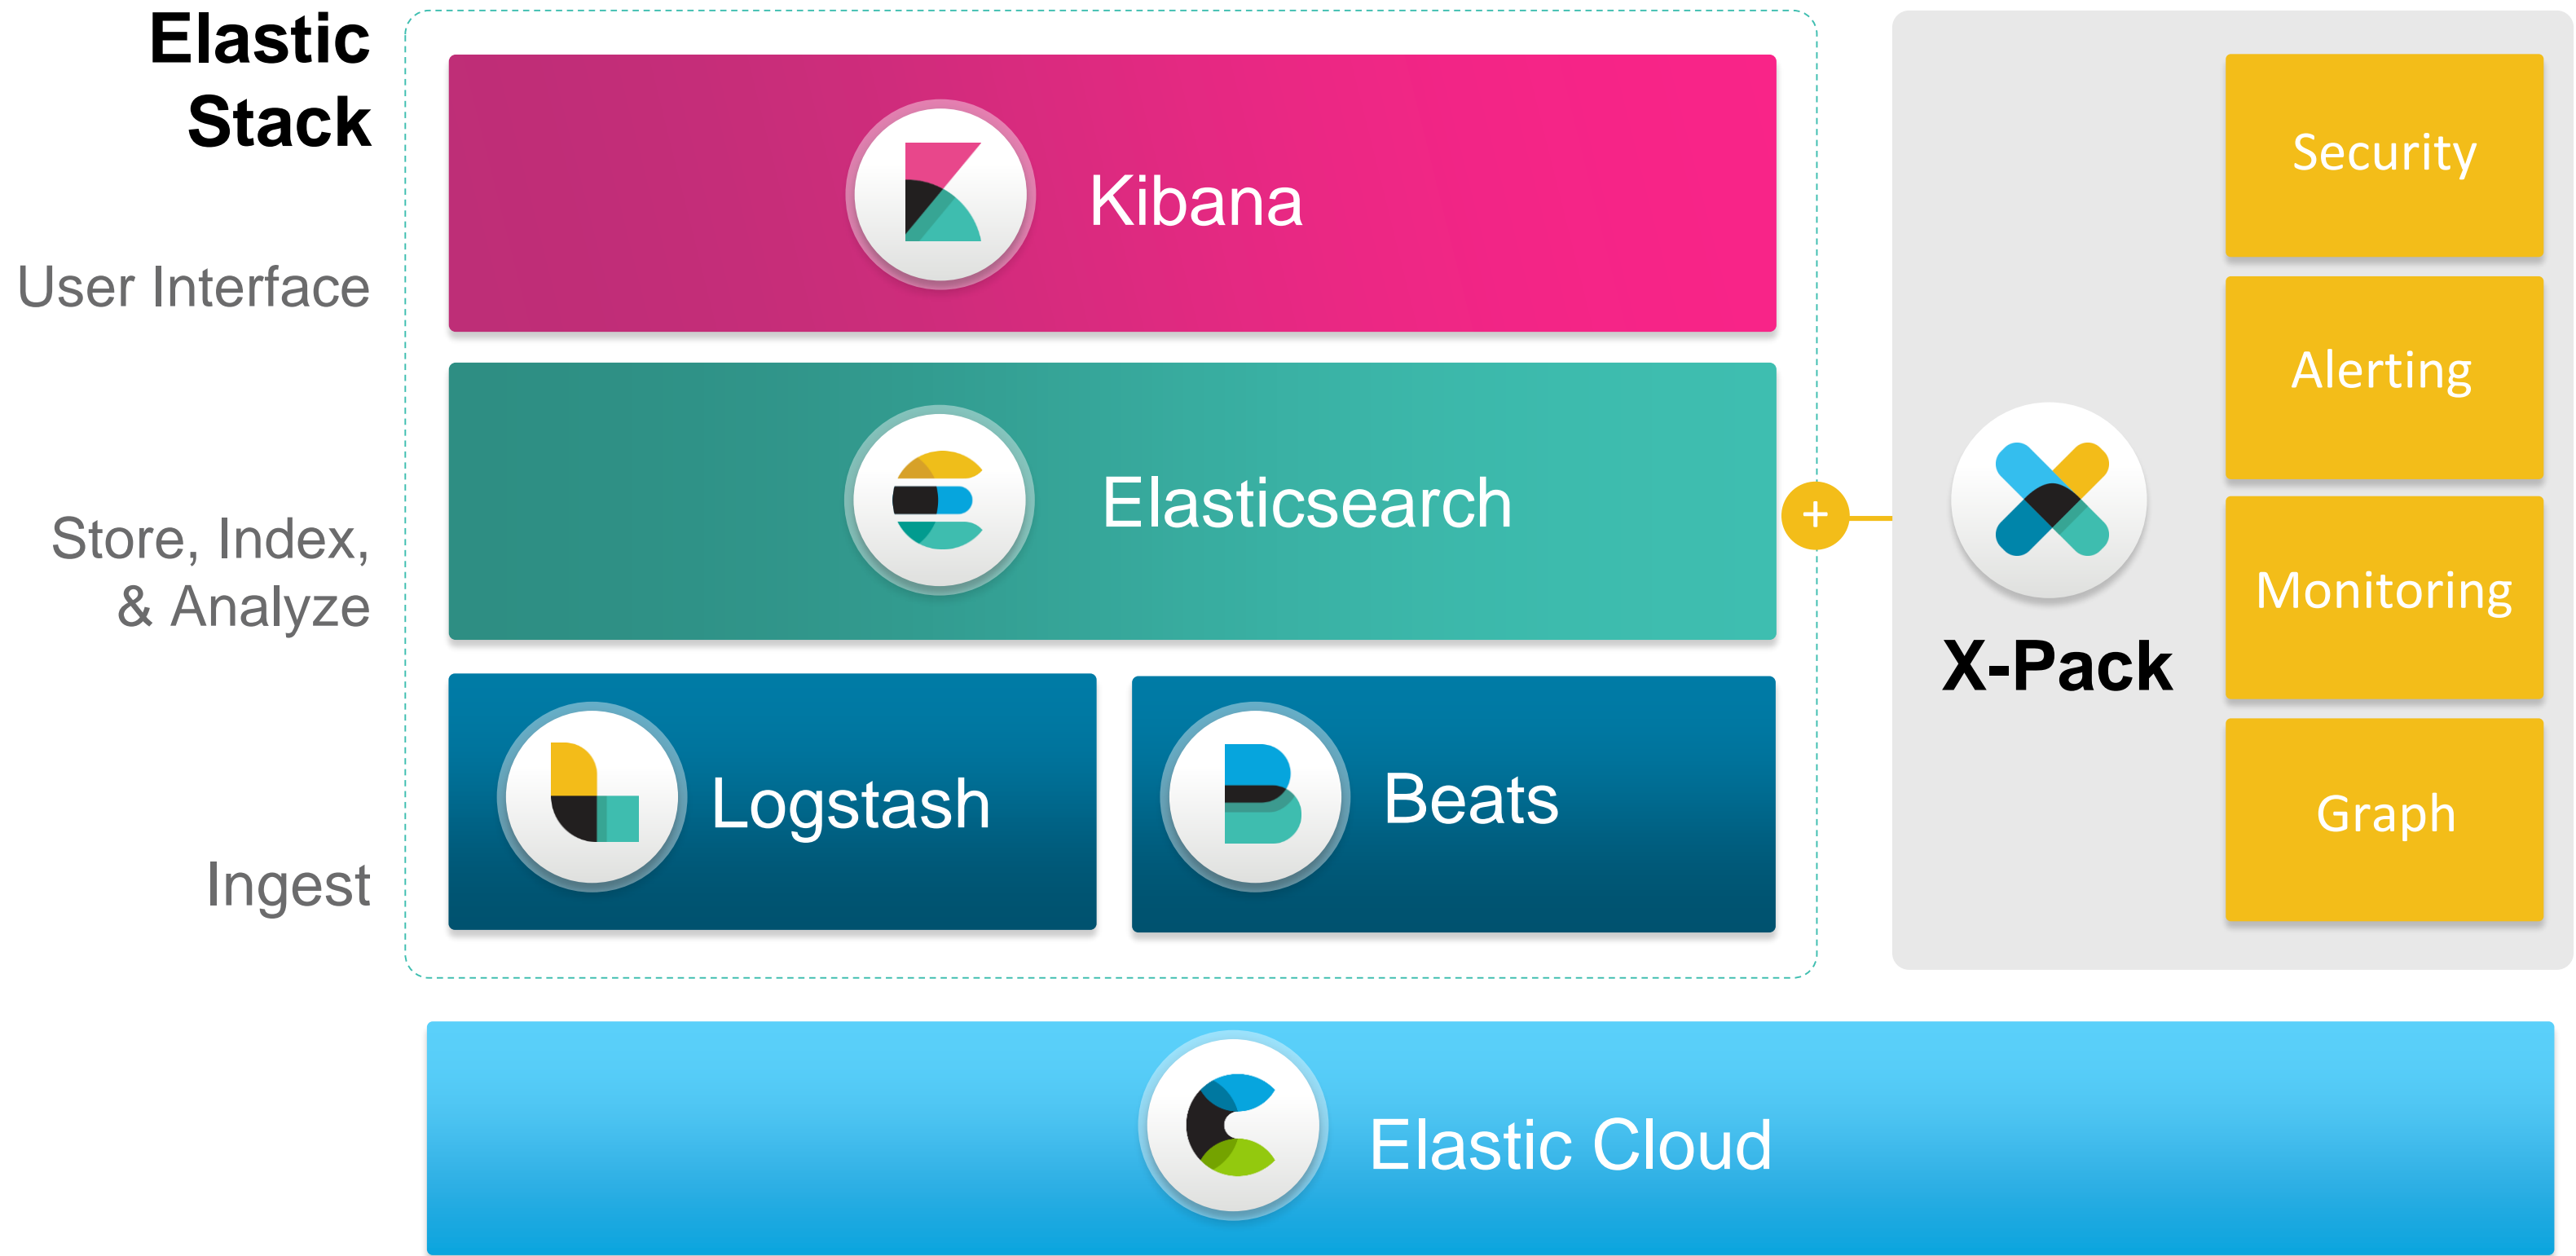 Elastic
Stack
User Interface
Store, Index,
& Analyze
Ingest
Kibana
Elasticsearch
Logstash
Beats
+
X-Pack
Security
Alerting
Monitoring
Graph
Elastic Cloud